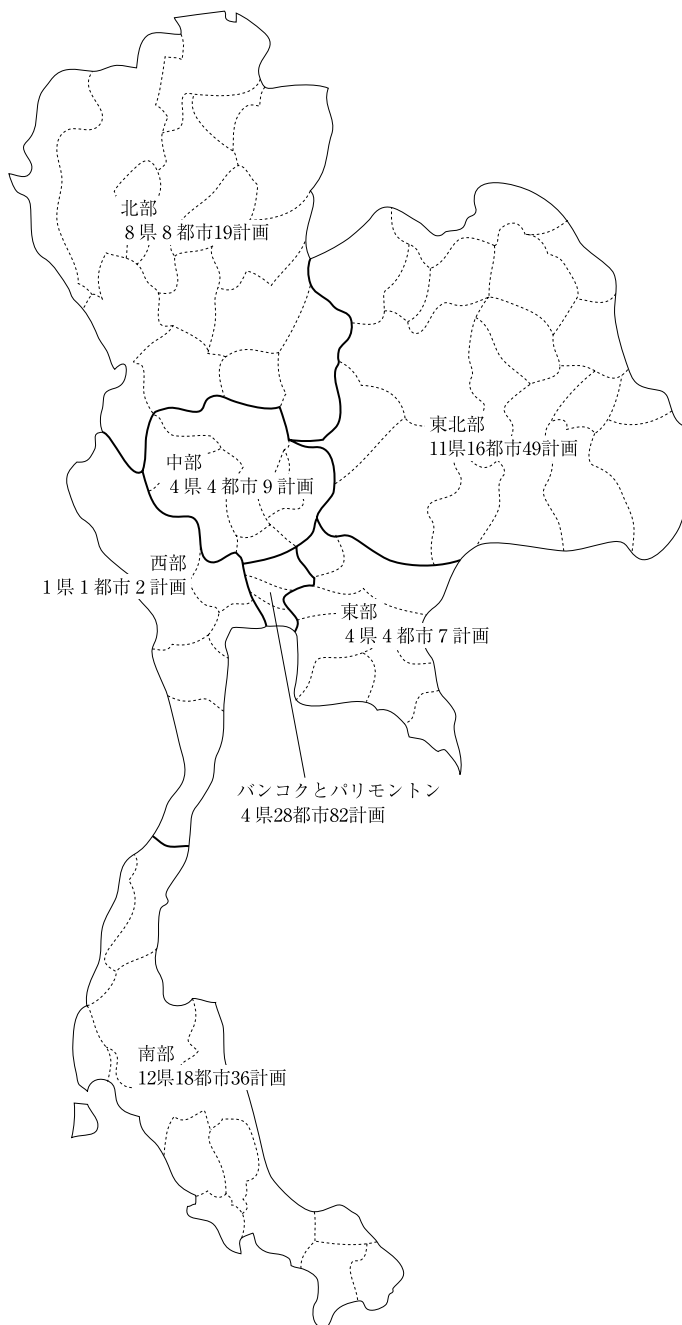 北部
8県8都市19計画
東北部
11県16都市49計画
中部
4県4都市9計画
西部
1県1都市2計画
東部
4県4都市7計画
バンコクとパリモントン
4県28都市82計画
南部
12県18都市36計画